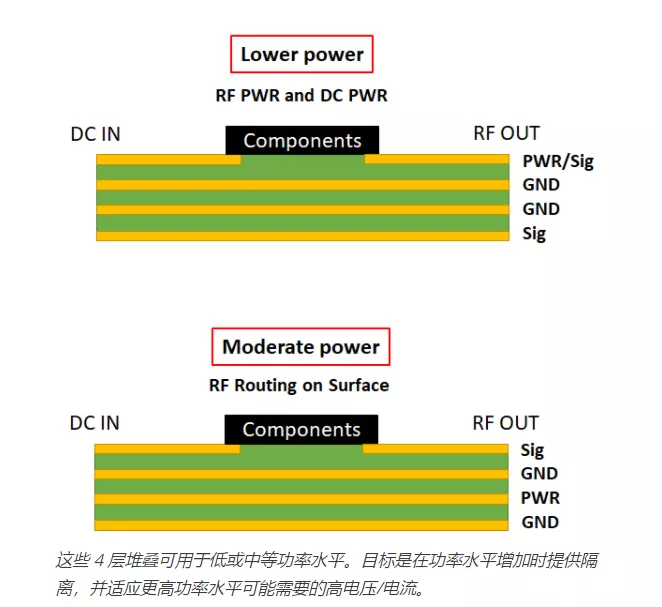 Lower power
RF PWR and DC PWR
DC IN
Components
RF OUT
PWR/Sig
GND
GND
Sig
Moderate power
RF Routing on Surface
DC IN
Components
RF OUT
Sig
GND
PWR
GND
这些 4 层堆叠可用于低或中等功率水平。目标是在功率水平增加时提供隔
离，并适应更高功率水平可能需要的高电压/电流。